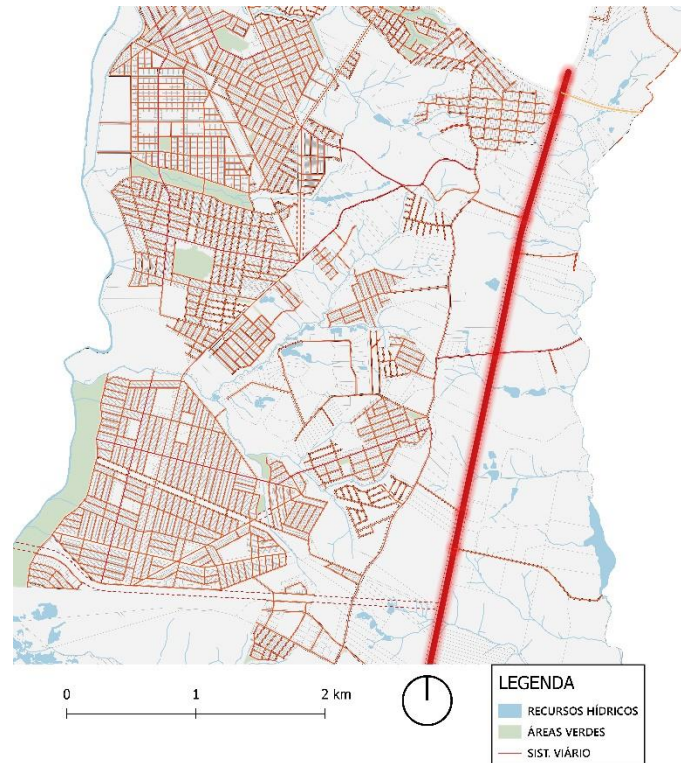 0 1 2 km
LEGENDA
RECURSOS HÍDRICOS
ÁREAS VERDES
SIST. VIÁRIO